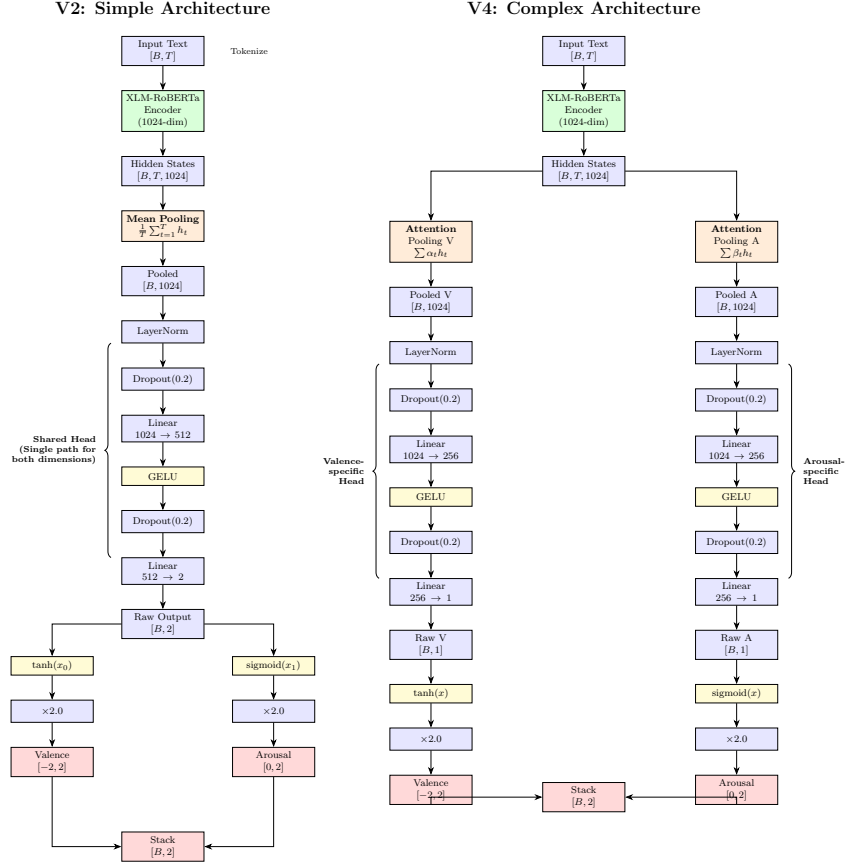 V2: Simple Architecture
Input Text
[B, T]
Tokenize
XLM-RoBERTa
Encoder
(1024-dim)
Hidden States
[B, T, 1024]
Mean Pooling
1/T ∑_{t=1}^{T} h_t
Pooled
[B, 1024]
LayerNorm
Dropout(0.2)
Linear
1024 → 512
GELU
Dropout(0.2)
Linear
512 → 2
Shared Head
(Single path for
both dimensions)
Raw Output
[B, 2]
tanh(x₀)
×2.0
Valence
[−2, 2]
sigmoid(x₁)
×2.0
Arousal
[0, 2]
Stack
[B, 2]
V4: Complex Architecture
Input Text
[B, T]
XLM-RoBERTa
Encoder
(1024-dim)
Hidden States
[B, T, 1024]
Attention
Pooling V
∑ α_t h_t
Pooled V
[B, 1024]
LayerNorm
Dropout(0.2)
Linear
1024 → 256
GELU
Dropout(0.2)
Linear
256 → 1
Valence-
specific
Head
Raw V
[B, 1]
tanh(x)
×2.0
Valence
[−2, 2]
Attention
Pooling A
∑ β_t h_t
Pooled A
[B, 1024]
LayerNorm
Dropout(0.2)
Linear
1024 → 256
GELU
Dropout(0.2)
Linear
256 → 1
Arousal-
specific
Head
Raw A
[B, 1]
sigmoid(x)
×2.0
Arousal
[0, 2]
Stack
[B, 2]